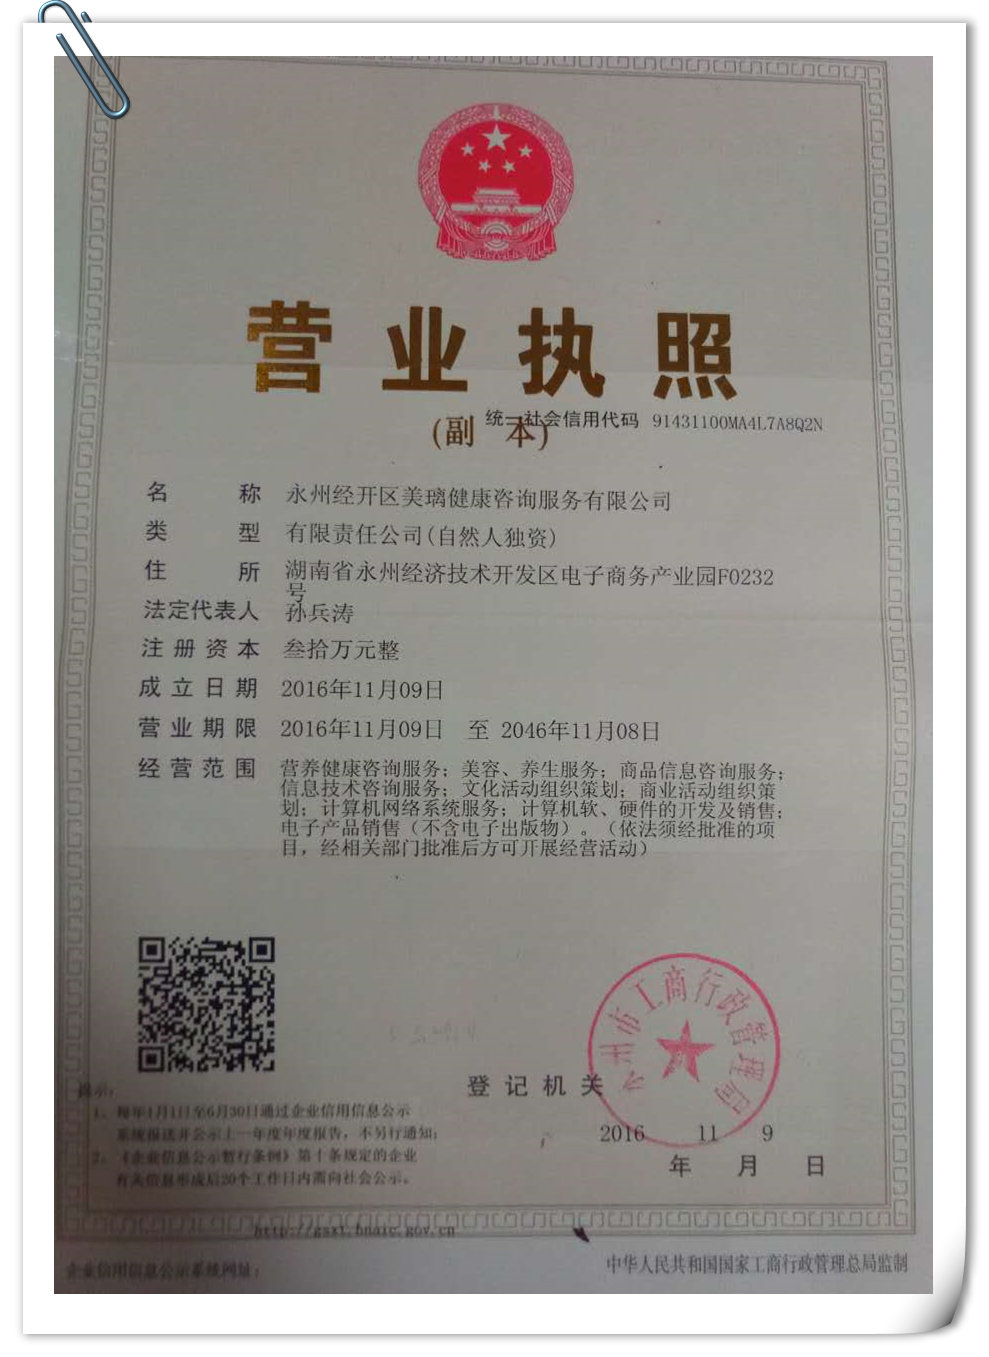 营业执照
(副 本)
统一社会信用代码 91431100MA4L7A8Q2N
名称 永州经开区美璃健康咨询服务有限公司
类型 有限责任公司(自然人独资)
住所 湖南省永州经济技术开发区电子商务产业园F0232
号
法定代表人 孙兵涛
注册资本 叁拾万元整
成立日期 2016年11月09日
营业期限 2016年11月09日 至 2046年11月08日
经营范围 营养健康咨询服务；美容、养生服务；商品信息咨询服务；
信息技术咨询服务；文化活动组织策划；商业活动组织策
划；计算机网络系统服务；计算机软、硬件的开发及销售；
电子产品销售（不含电子出版物）。（依法须经批准的项
目，经相关部门批准后方可开展经营活动）
永州市工商行政管理局
登记机关
2016 11 9
年 月 日
提示：
1、每年1月1日至6月30日通过企业信用信息公示
系统报送并公示上一年度年度报告，不另行通知；
2、《企业信息公示暂行条例》第十条规定的企业
有关信息形成后20个工作日内需向社会公示。
http://gsxt.hnaic.gov.cn
企业信用信息公示系统网址：
中华人民共和国国家工商行政管理总局监制